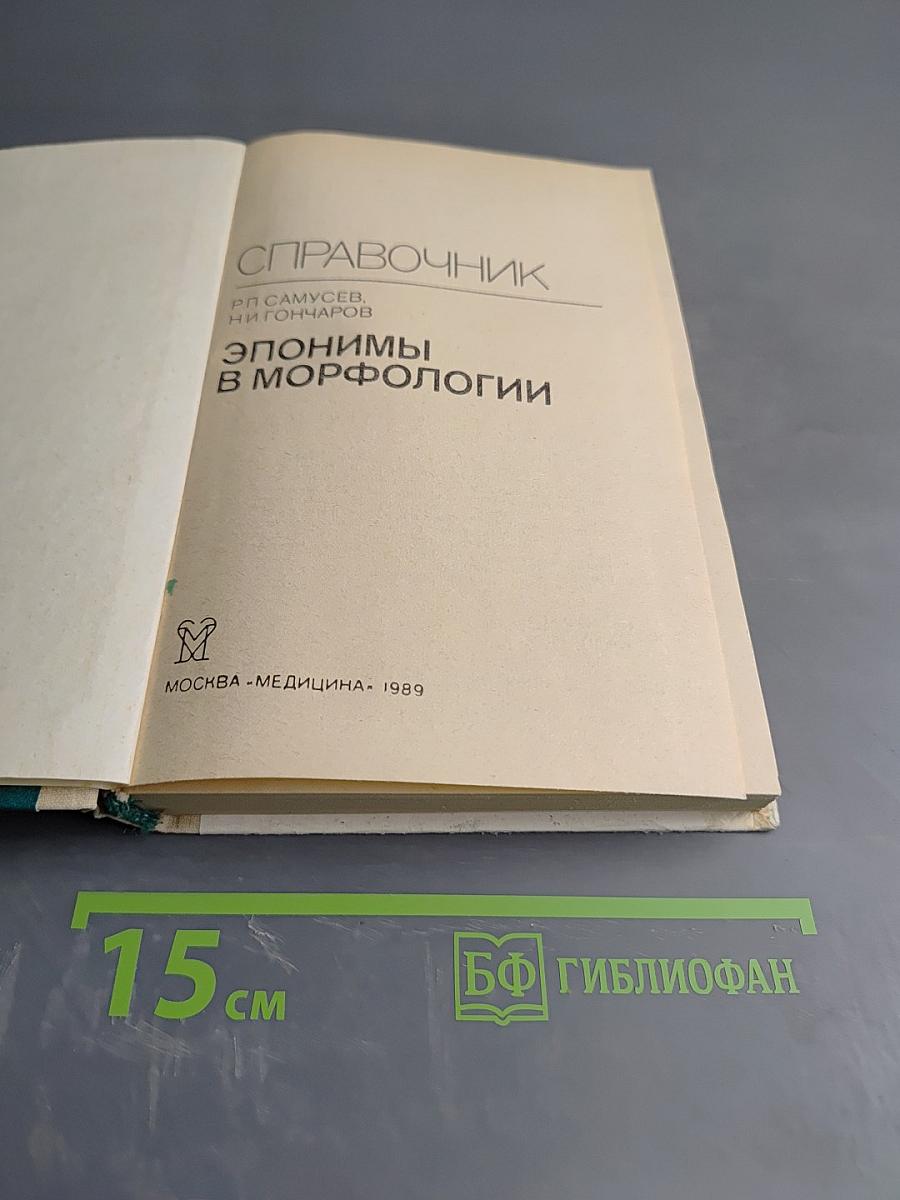 СПРАВОЧНИК
Р.П. САМУСЕВ,
Н.И. ГОНЧАРОВ
ЭПОНИМЫ
В МОРФОЛОГИИ
М
МОСКВА «МЕДИЦИНА» 1989
15 см
БФ ГИБЛИОФАН